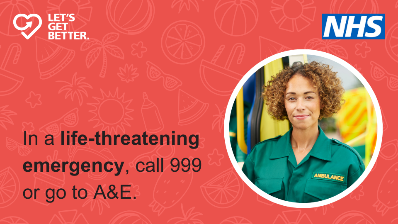 LET'S
GET
BETTER.
NHS
In a life-threatening
emergency, call 999
or go to A&E.
AMBULANCE